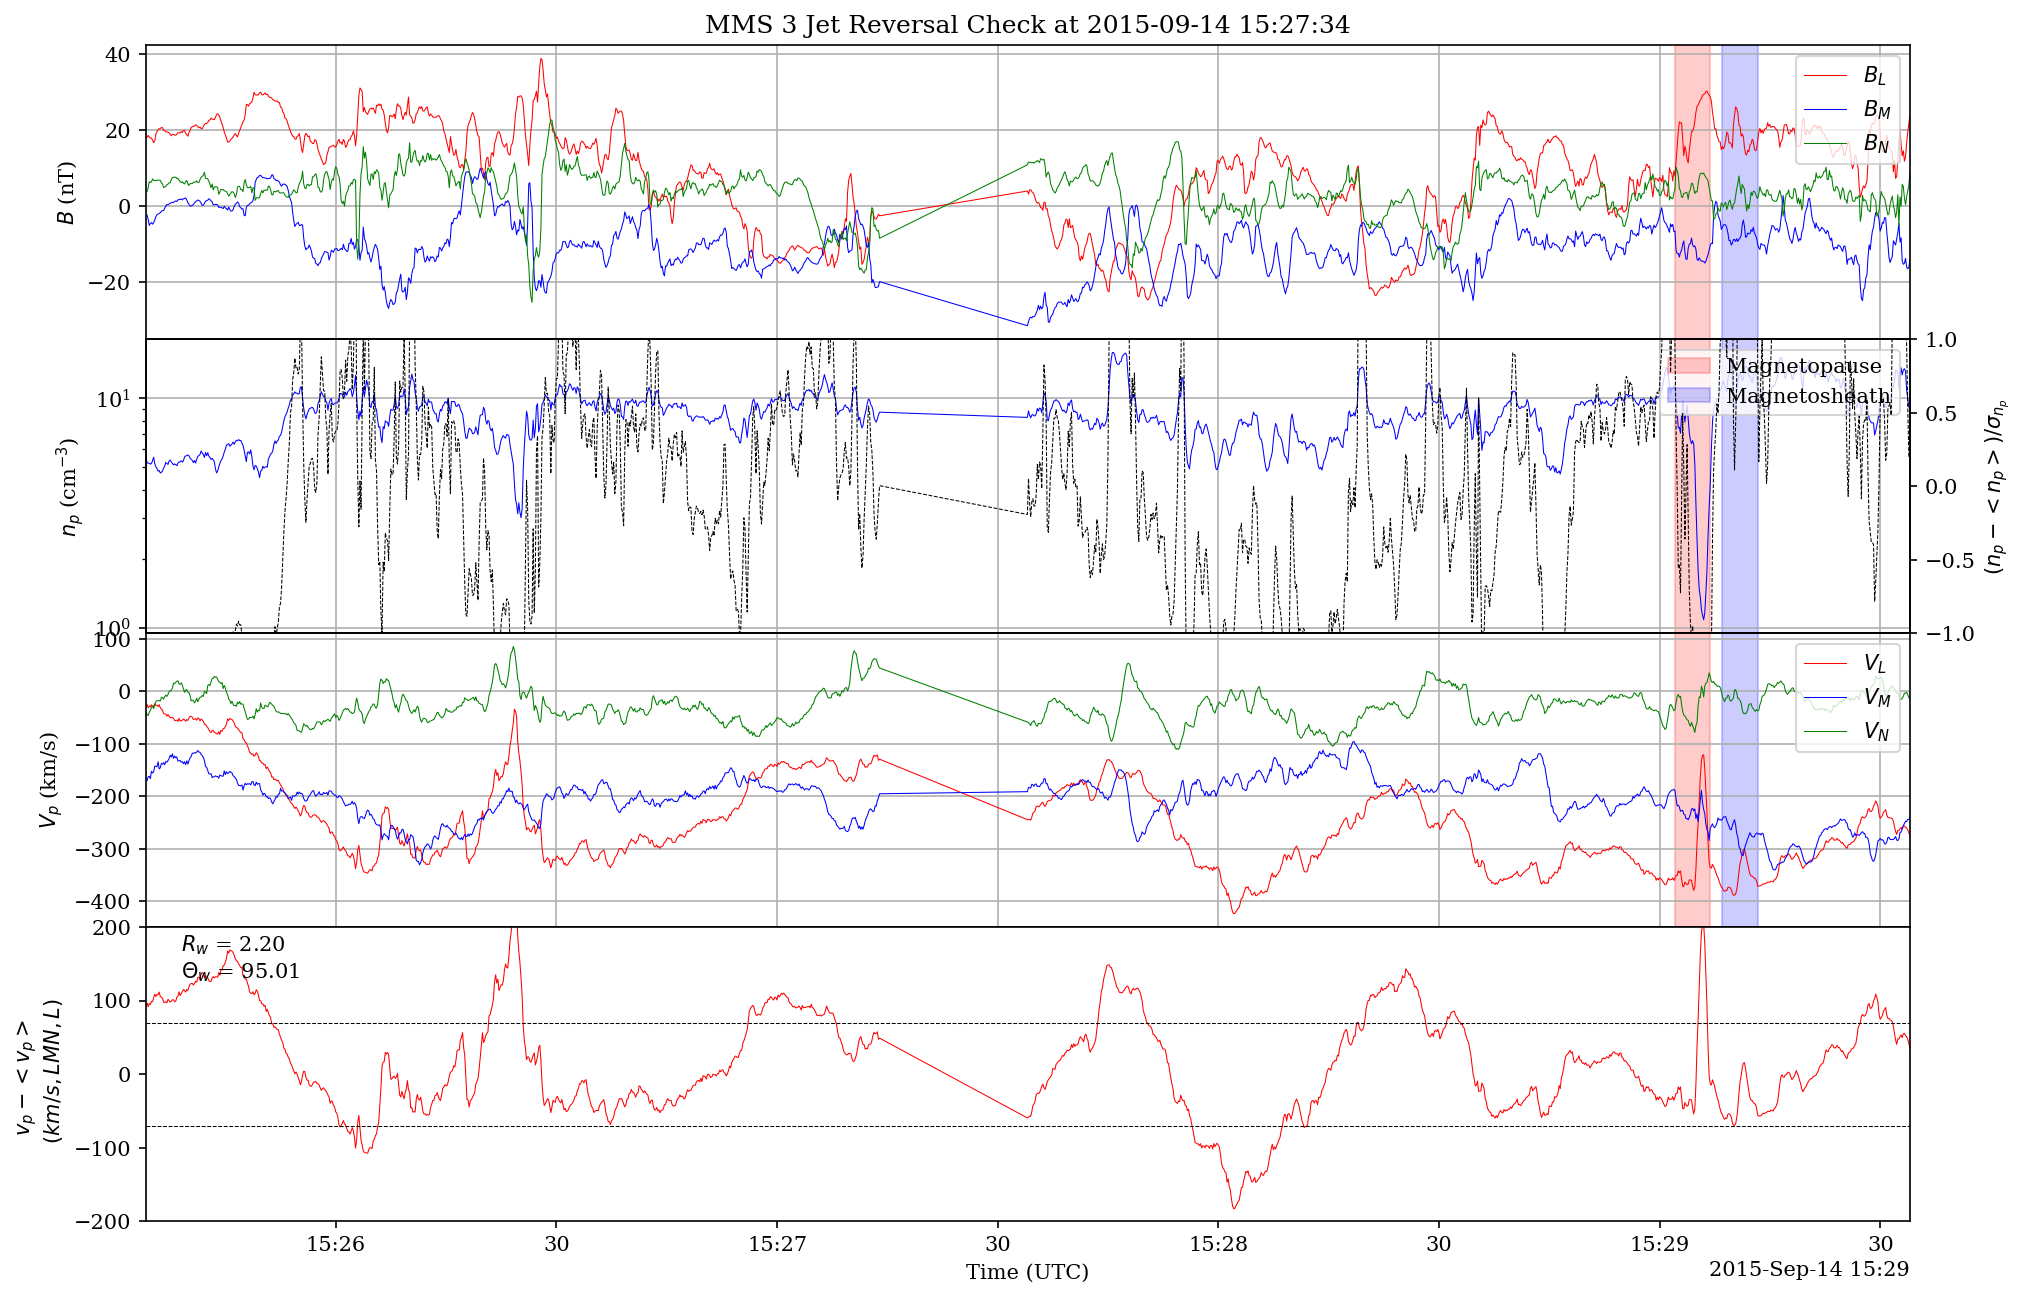 MMS 3 Jet Reversal Check at 2015-09-14 15:27:34
40
20
0
−20
B (nT)
B_L
B_M
B_N
10^1
10^0
n_p (cm^−3)
1.0
0.5
0.0
−0.5
−1.0
(n_p − < n_p >)/σ_{n_p}
Magnetopause
Magnetosheath
100
0
−100
−200
−300
−400
V_p (km/s)
V_L
V_M
V_N
200
100
0
−100
−200
v_p − < v_p >
(km/s, LMN, L)
R_w = 2.20
Θ_w = 95.01
15:26 30 15:27 30 15:28 30 15:29 30
Time (UTC)
2015-Sep-14 15:29